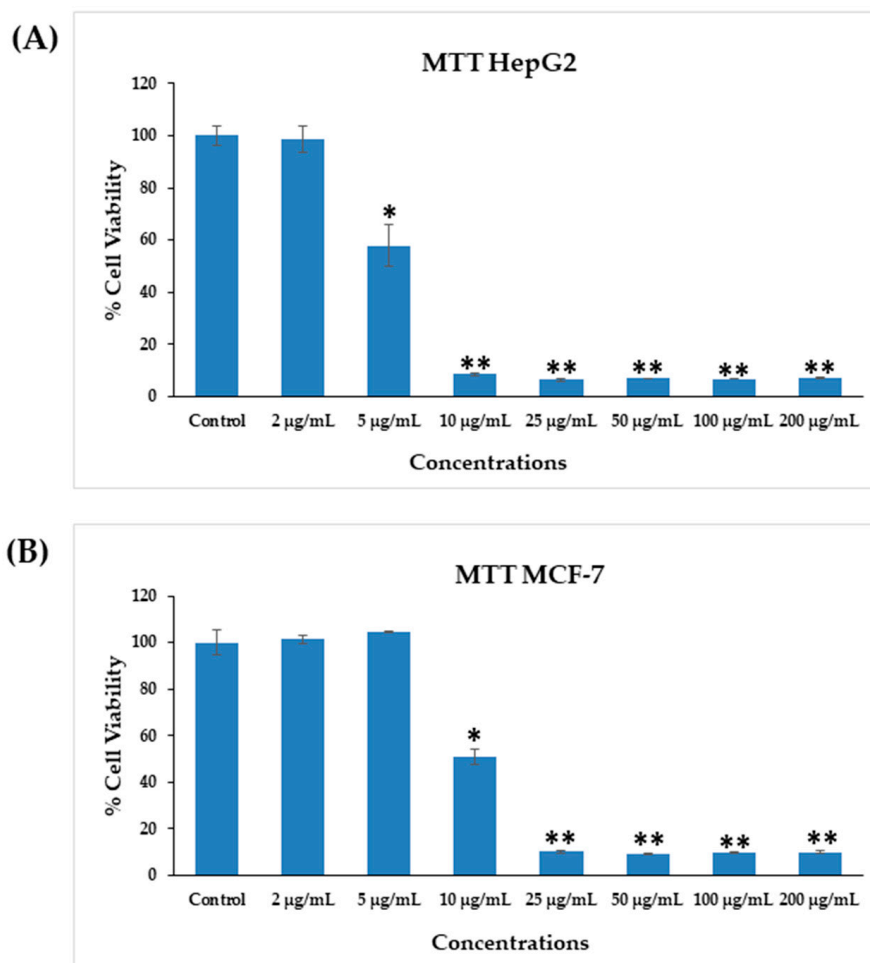 (A)
MTT HepG2
% Cell Viability
120
100
80
60
40
20
0
*
** ** ** ** **
Control 2 µg/mL 5 µg/mL 10 µg/mL 25 µg/mL 50 µg/mL 100 µg/mL 200 µg/mL
Concentrations
(B)
MTT MCF-7
% Cell Viability
120
100
80
60
40
20
0
*
** ** ** **
Control 2 µg/mL 5 µg/mL 10 µg/mL 25 µg/mL 50 µg/mL 100 µg/mL 200 µg/mL
Concentrations